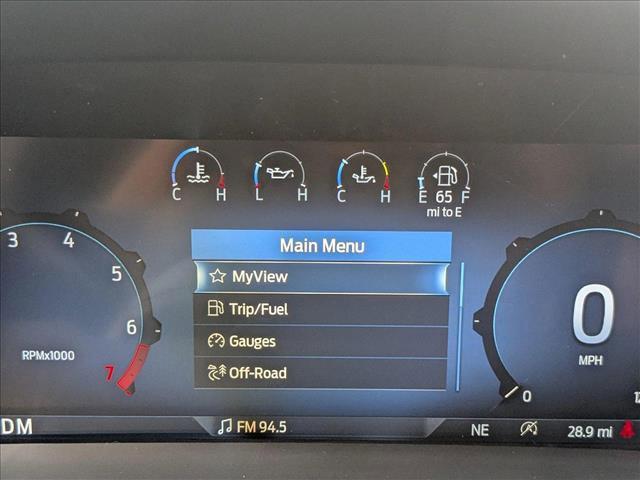 C H L H C H E 65 F
mi to E
Main Menu
MyView
Trip/Fuel
Gauges
Off-Road
3 4 5 6 7
RPMx1000
0
MPH
0
DM
FM 94.5
NE
28.9 mi